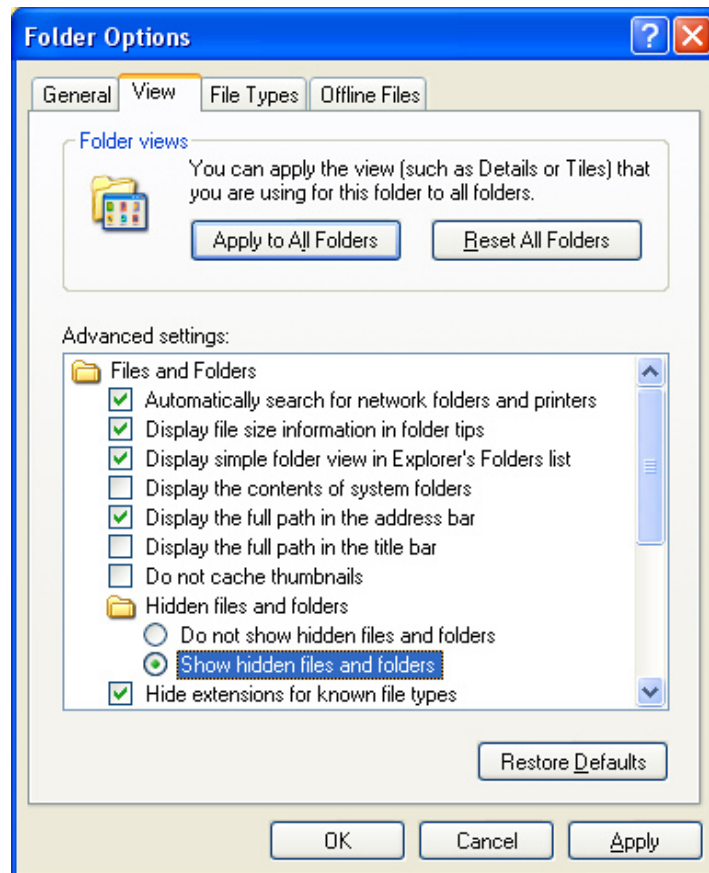 Folder Options
General View File Types Offline Files
Folder views
You can apply the view (such as Details or Tiles) that
you are using for this folder to all folders.
Apply to All Folders Reset All Folders
Advanced settings:
Files and Folders
Automatically search for network folders and printers
Display file size information in folder tips
Display simple folder view in Explorer's Folders list
Display the contents of system folders
Display the full path in the address bar
Display the full path in the title bar
Do not cache thumbnails
Hidden files and folders
Do not show hidden files and folders
Show hidden files and folders
Hide extensions for known file types
Restore Defaults
OK Cancel Apply